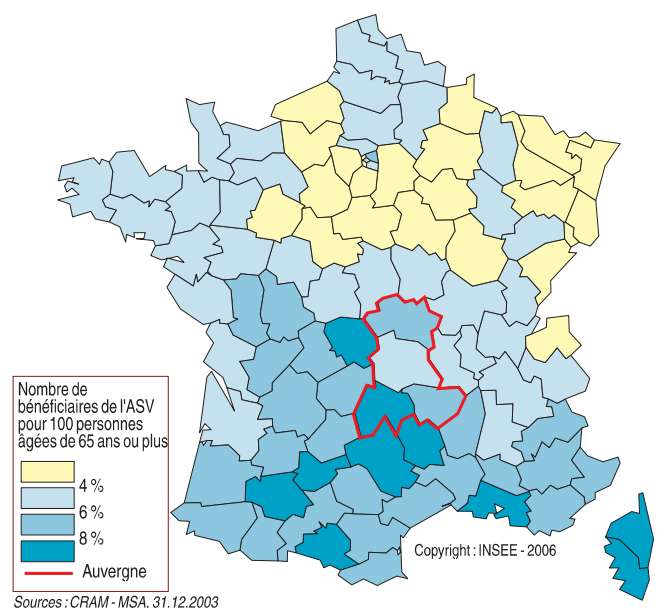 Nombre de
bénéficiaires de l'ASV
pour 100 personnes
âgées de 65 ans ou plus
4 %
6 %
8 %
Auvergne
Copyright : INSEE - 2006
Sources : CRAM - MSA. 31.12.2003